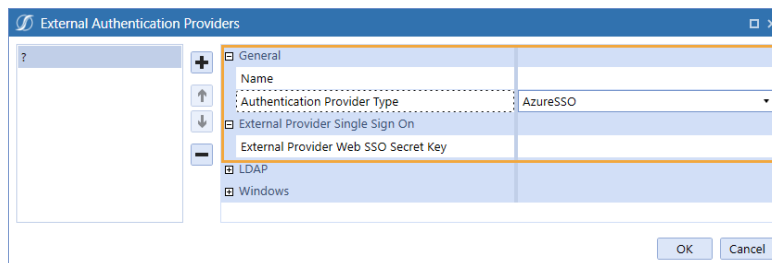 External Authentication Providers
?
General
Name
Authentication Provider Type AzureSSO
External Provider Single Sign On
External Provider Web SSO Secret Key
LDAP
Windows
OK Cancel